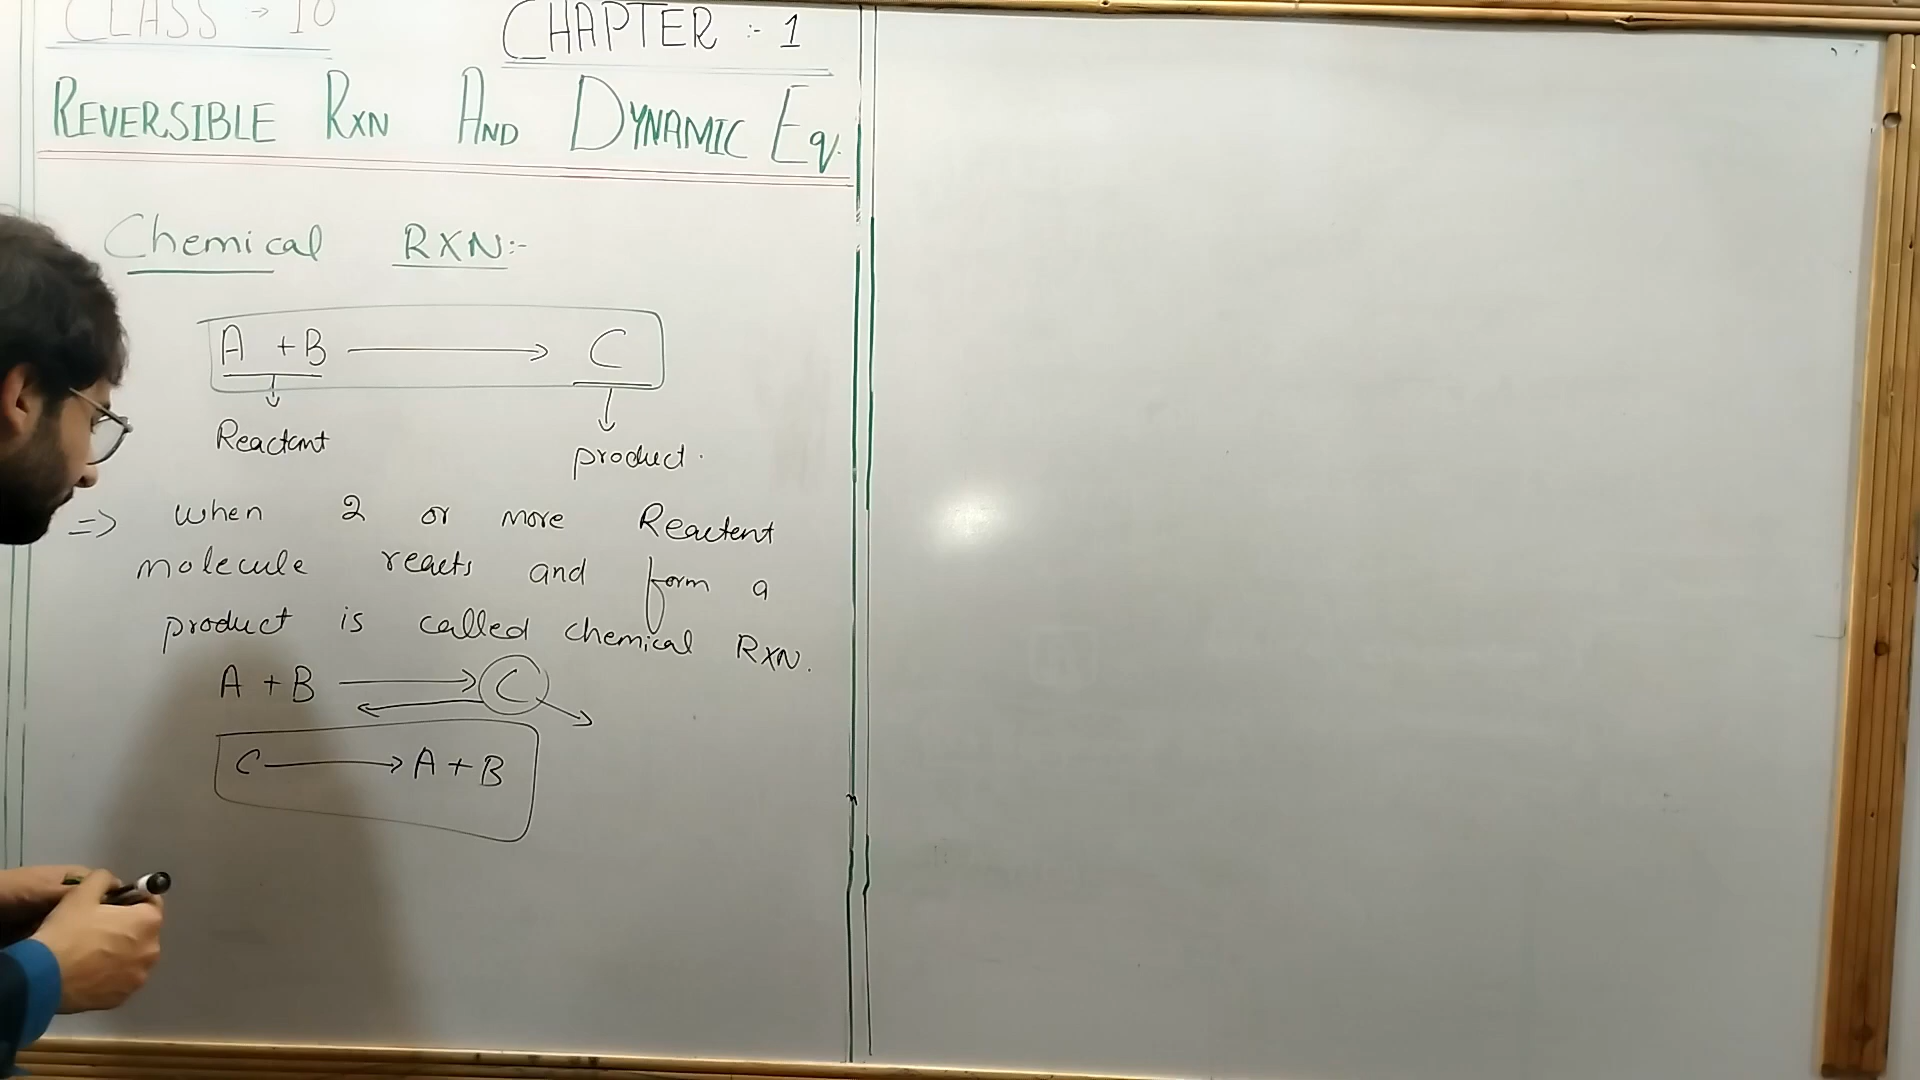 CLASS → 10 CHAPTER :- 1
REVERSIBLE RXN AND DYNAMIC Eq.
Chemical RXN:-
A + B → C
Reactant product.
=> when 2 or more Reactent
molecule reacts and form a
product is called chemical RXN.
A + B ⇌ C
C → A + B